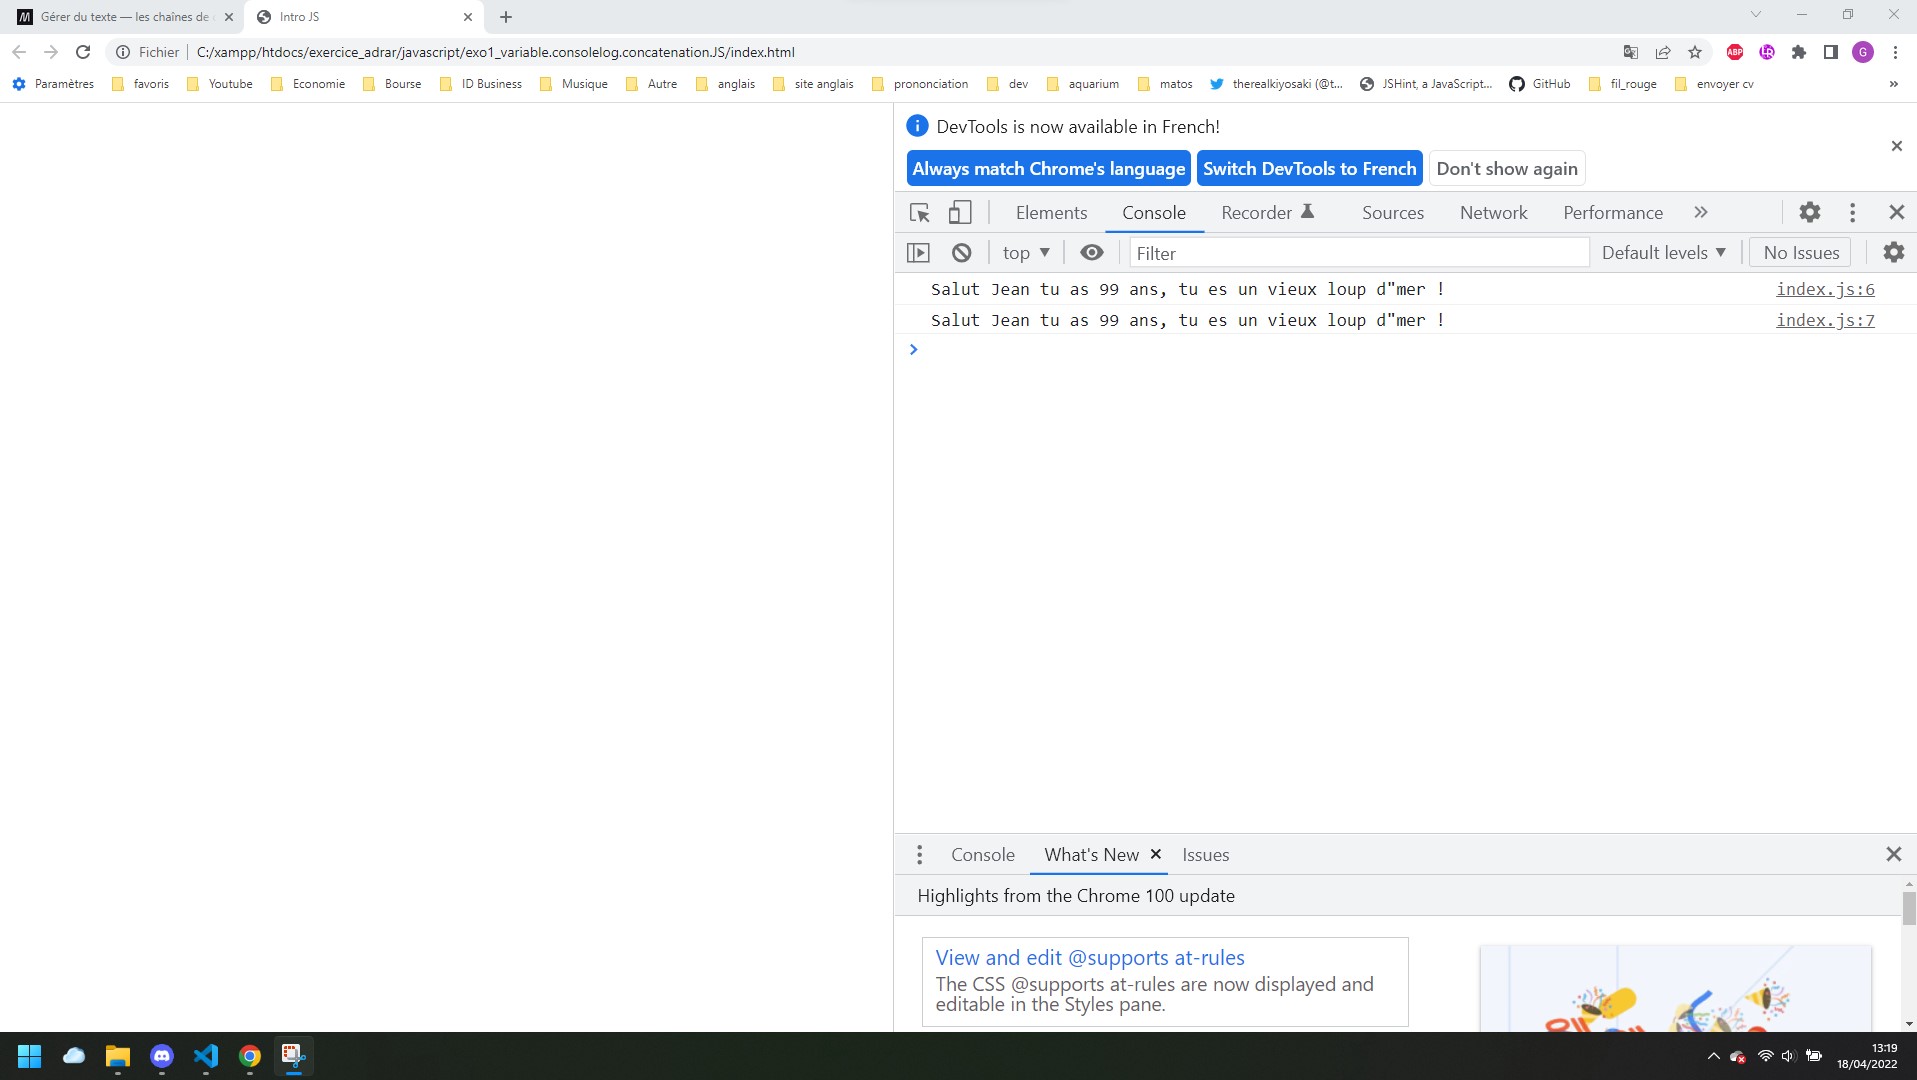 Gérer du texte — les chaînes de
Intro JS
Fichier C:/xampp/htdocs/exercice_adrar/javascript/exo1_variable.consolelog.concatenation.JS/index.html
ABP
G
Paramètres favoris Youtube Economie Bourse ID Business Musique Autre anglais site anglais prononciation dev aquarium matos therealkiyosaki (@t... JSHint, a JavaScript... GitHub fil_rouge envoyer cv »
DevTools is now available in French!
Always match Chrome's language Switch DevTools to French Don't show again
Elements Console Recorder Sources Network Performance »
top ▼ Filter Default levels ▼ No Issues
Salut Jean tu as 99 ans, tu es un vieux loup d"mer ! index.js:6
Salut Jean tu as 99 ans, tu es un vieux loup d"mer ! index.js:7
Console What's New Issues
Highlights from the Chrome 100 update
View and edit @supports at-rules
The CSS @supports at-rules are now displayed and
editable in the Styles pane.
13:19
18/04/2022